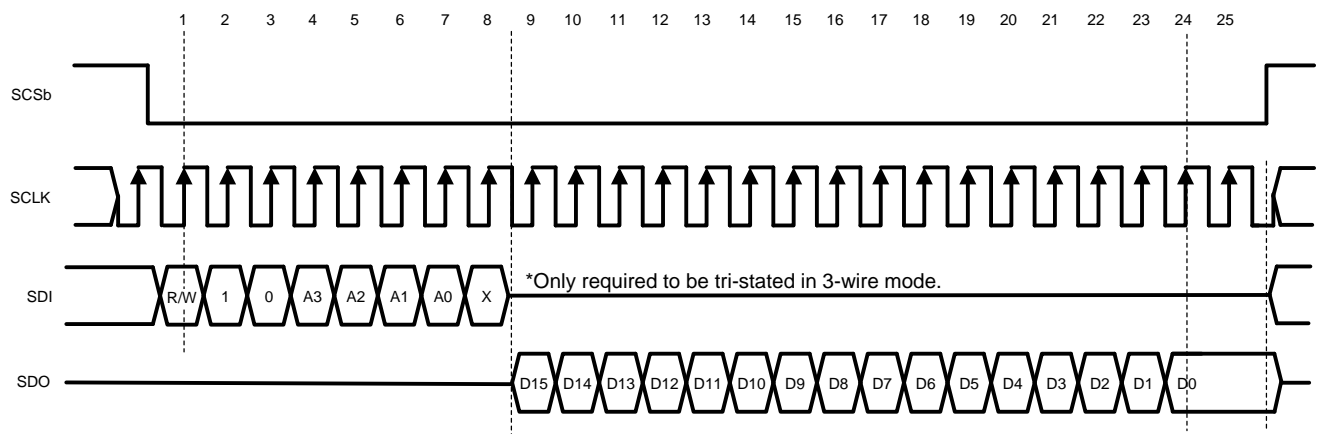 1 2 3 4 5 6 7 8 9 10 11 12 13 14 15 16 17 18 19 20 21 22 23 24 25
SCSb
SCLK
SDI R/W 1 0 A3 A2 A1 A0 X *Only required to be tri-stated in 3-wire mode.
SDO D15 D14 D13 D12 D11 D10 D9 D8 D7 D6 D5 D4 D3 D2 D1 D0